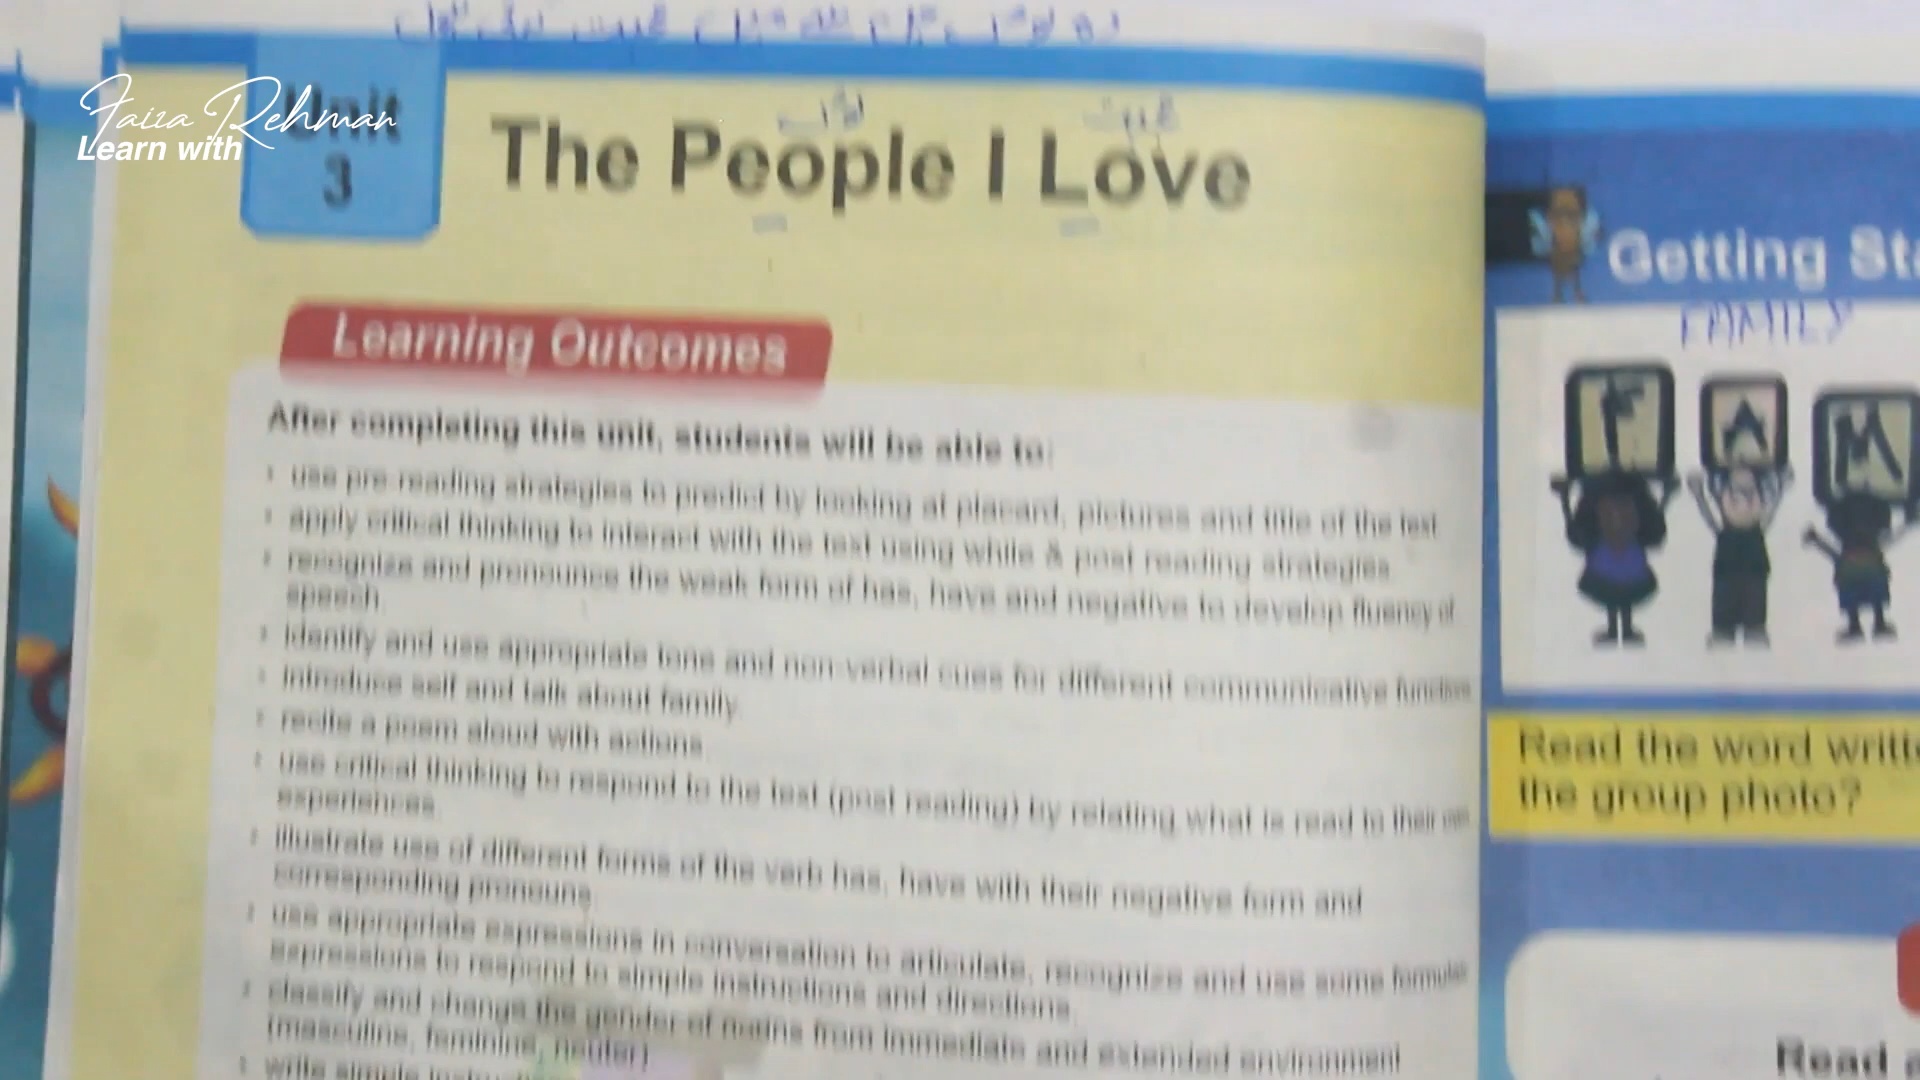 Faiza Rehman
Learn with
Unit
3
The People I Love
لوگ
محبت
Learning Outcomes
After completing this unit, students will be able to:
use pre reading strategies to predict by looking at placard, pictures and title of the text
apply critical thinking to interact with the text using while & post reading strategies
recognize and pronounce the weak form of has, have and negative to develop fluency of
speech
identify and use appropriate tone and non-verbal cues for different communicative
introduce self and talk about family.
recite a poem aloud with actions
use critical thinking to respond to the text (post reading) by relating what is read to their
experiences
illustrate use of different forms of the verb has, have with their negative form and
corresponding pronouns
use appropriate expressions in conversation to articulate, recognize and use some
expressions to respond to simple instructions and directions
classify and change the gender of nouns from immediate and extended environment
(masculine, feminine, neuter)
write simple
Getting
FAMILY
F A M
Read the word
the group photo?
Read